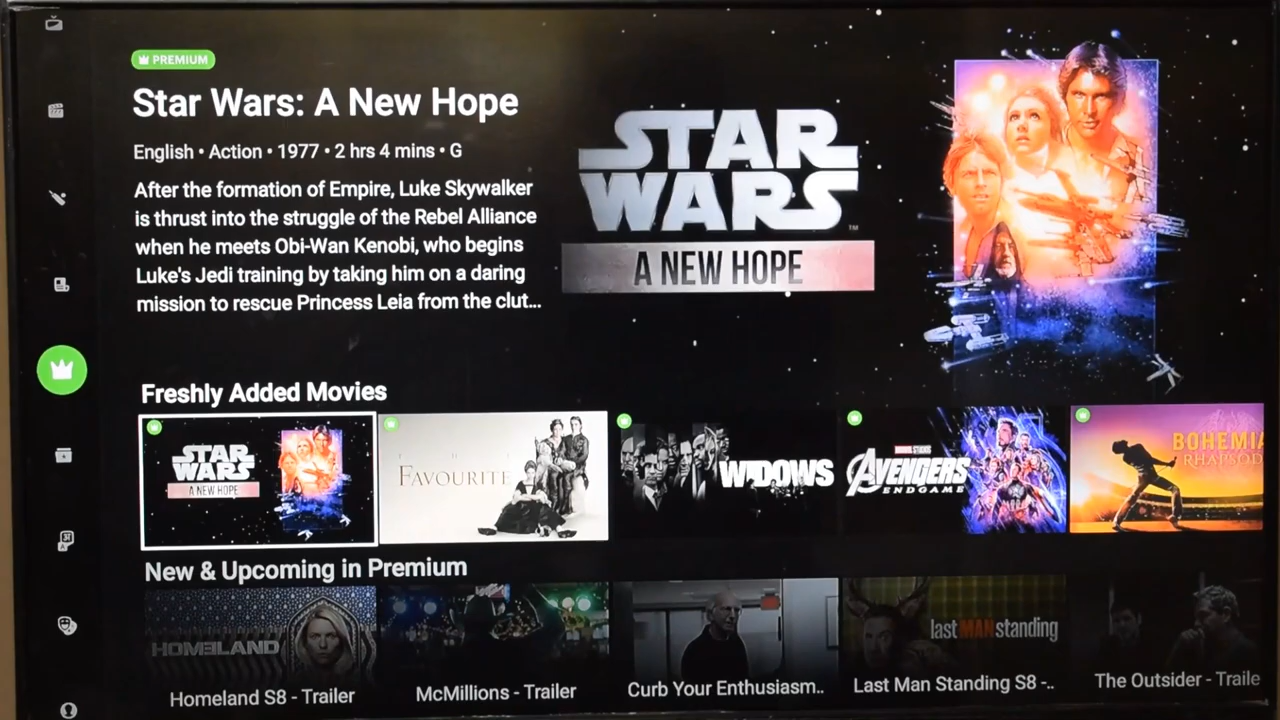 PREMIUM
Star Wars: A New Hope
English • Action • 1977 • 2 hrs 4 mins • G
After the formation of Empire, Luke Skywalker
is thrust into the struggle of the Rebel Alliance
when he meets Obi-Wan Kenobi, who begins
Luke's Jedi training by taking him on a daring
mission to rescue Princess Leia from the clut...
STAR
WARS
TM
A NEW HOPE
Freshly Added Movies
STAR
WARS
A NEW HOPE
THE
FAVOURITE
WIDOWS
MARVEL STUDIOS
AVENGERS
ENDGAME
BOHEMIA
RHAPSOD
New & Upcoming in Premium
HOMELAND
last MAN standing
Homeland S8 - Trailer
McMillions - Trailer
Curb Your Enthusiasm..
Last Man Standing S8 -..
The Outsider - Traile